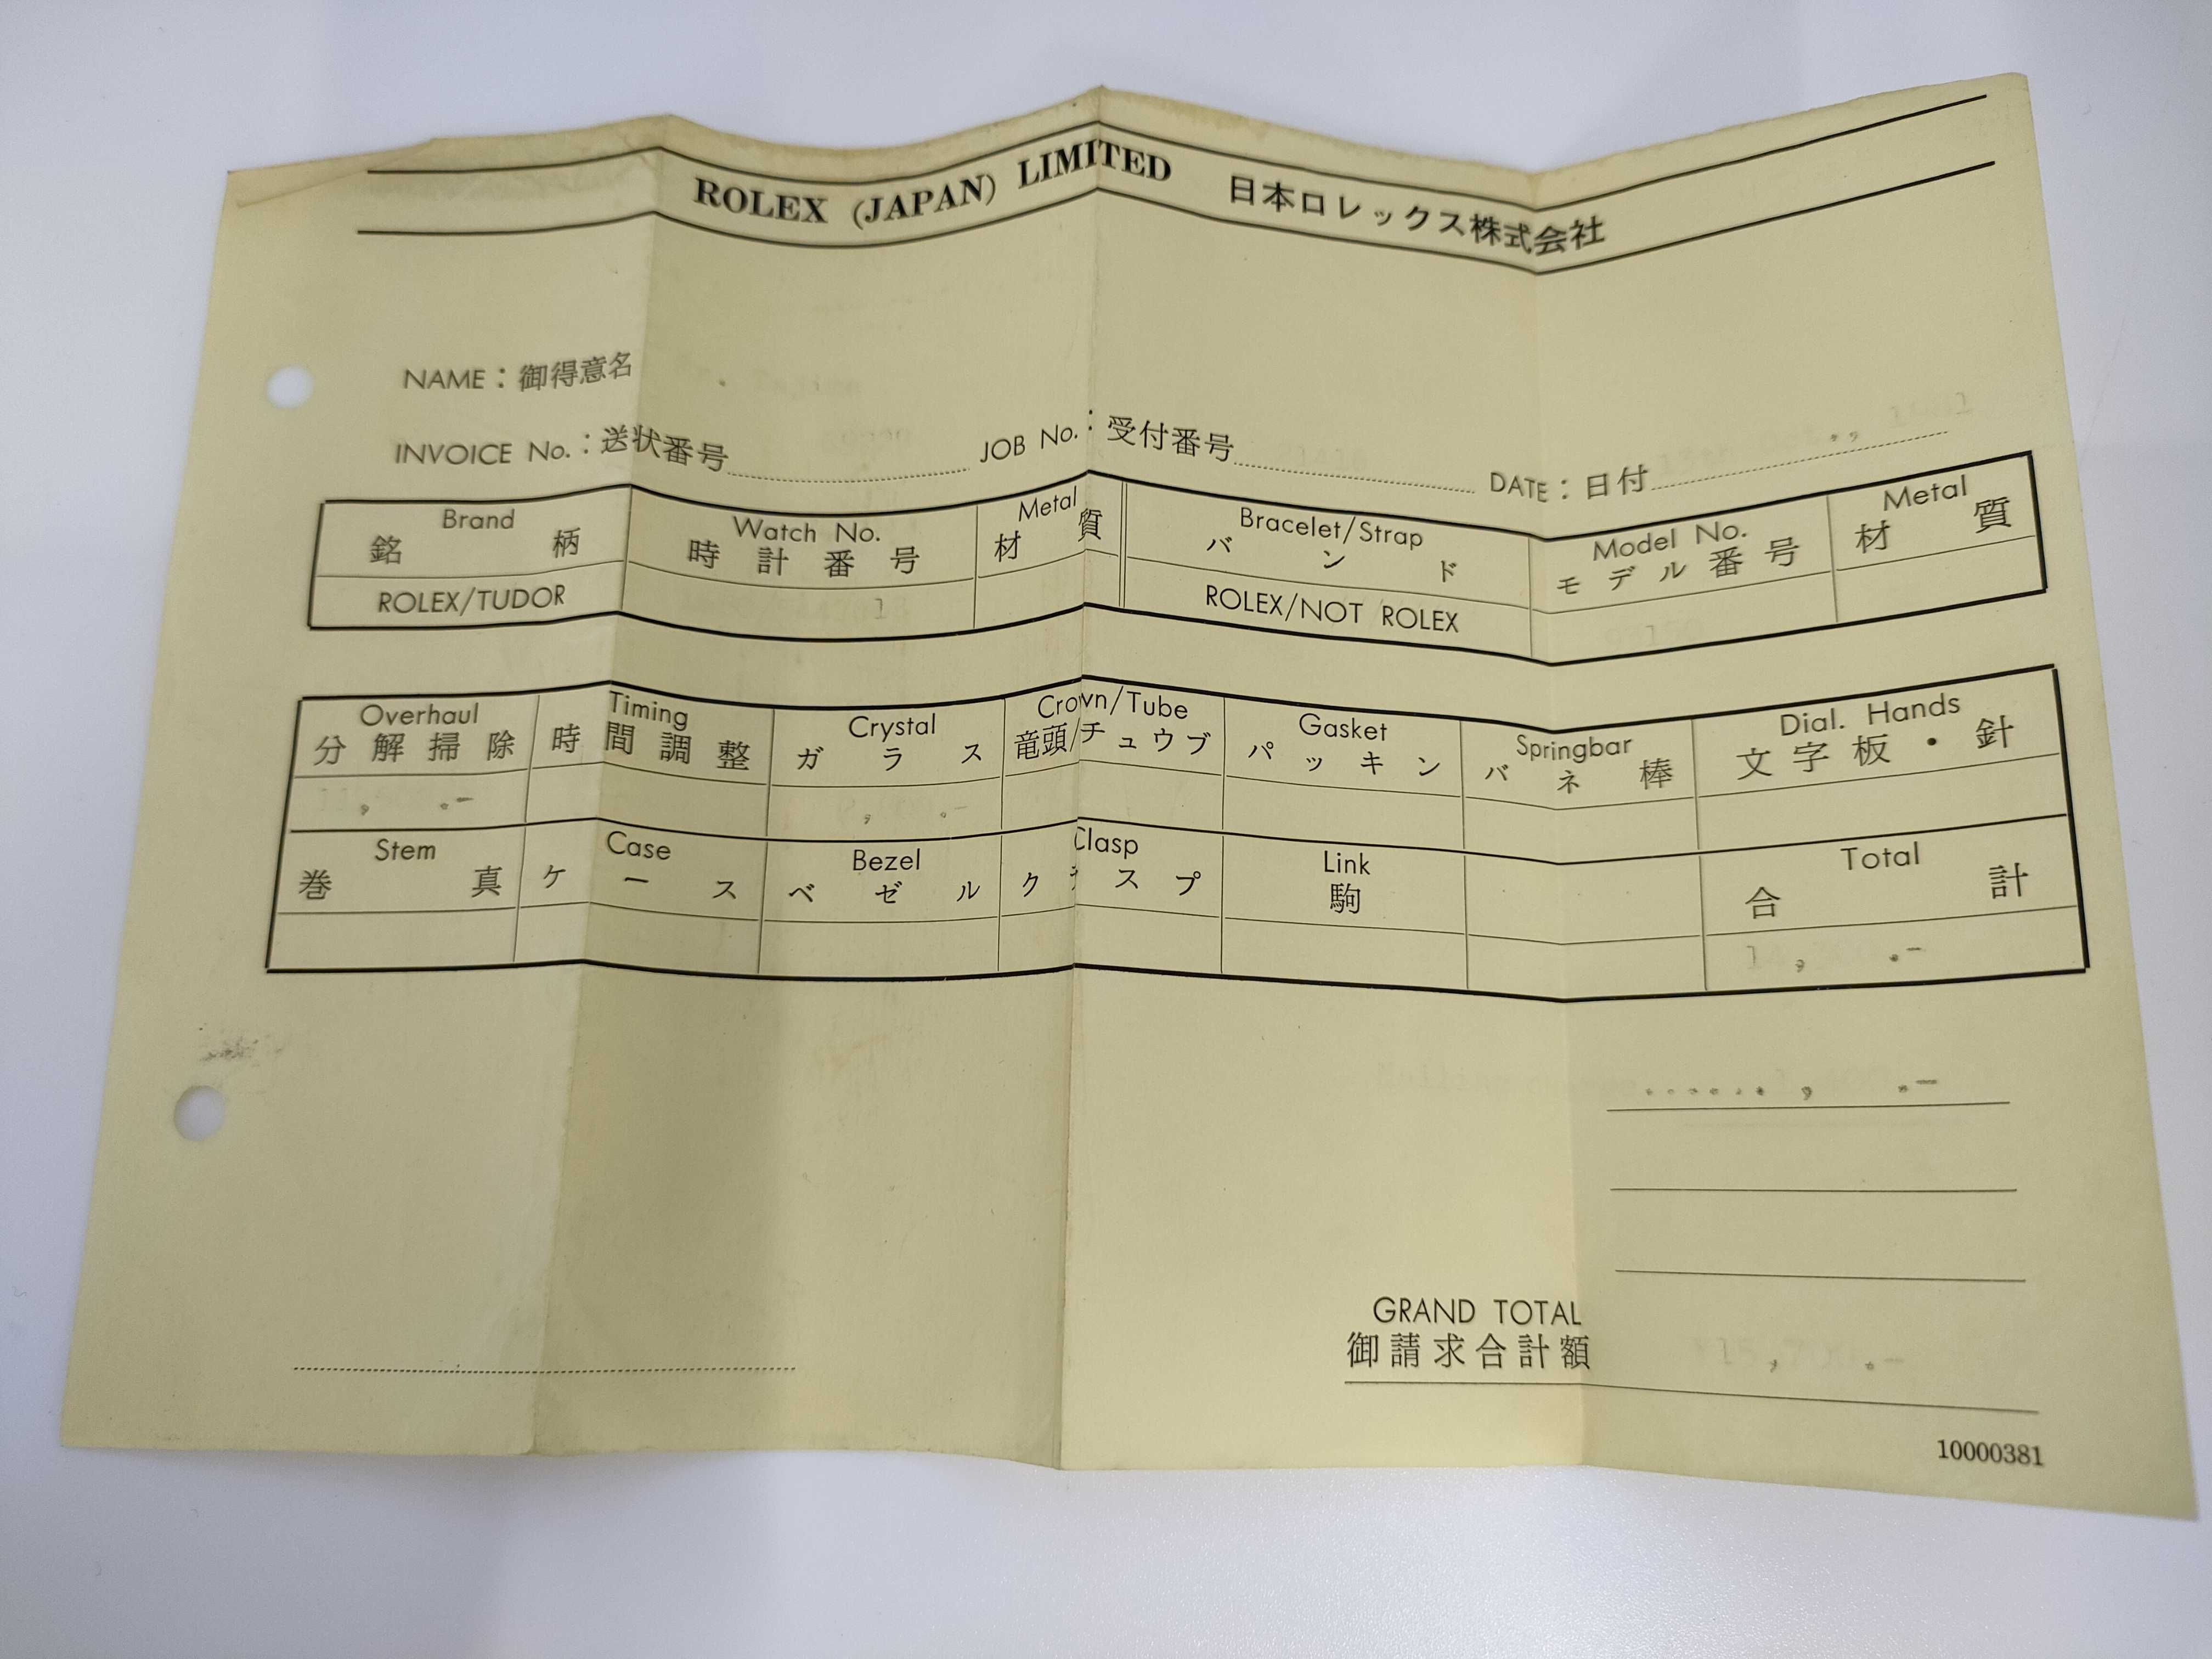 ROLEX (JAPAN) LIMITED 日本ロレックス株式会社
NAME : 御得意名
INVOICE No. : 送状番号 JOB No. : 受付番号 DATE : 日付
Brand Watch No. Metal Bracelet/Strap Model No. Metal
銘柄 時計番号 材質 バンド モデル番号 材質
ROLEX/TUDOR ROLEX/NOT ROLEX
Overhaul Timing Crystal Crown/Tube Gasket Springbar Dial. Hands
分解掃除 時間調整 ガラス 竜頭/チュウブ パッキン バネ棒 文字板・針
Stem Case Bezel Clasp Link Total
巻真 ケース ベゼル クラスプ 駒 合計
GRAND TOTAL
御請求合計額
10000381